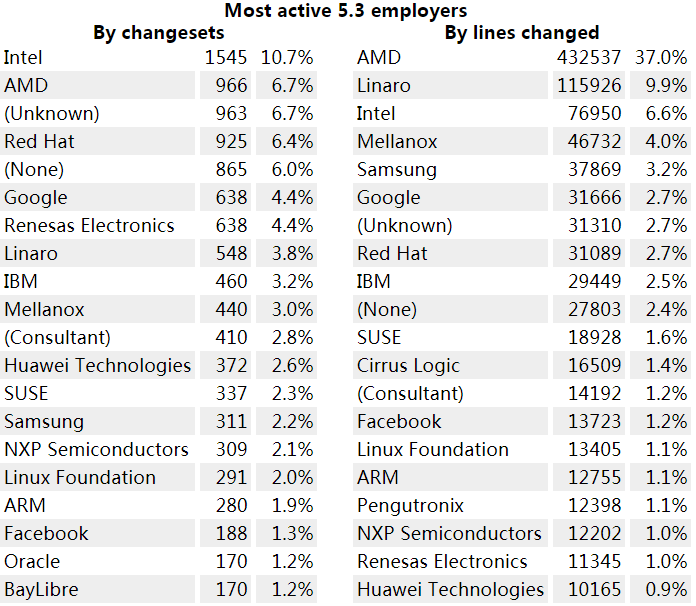 Most active 5.3 employers
By changesets By lines changed
Intel 1545 10.7% AMD 432537 37.0%
AMD 966 6.7% Linaro 115926 9.9%
(Unknown) 963 6.7% Intel 76950 6.6%
Red Hat 925 6.4% Mellanox 46732 4.0%
(None) 865 6.0% Samsung 37869 3.2%
Google 638 4.4% Google 31666 2.7%
Renesas Electronics 638 4.4% (Unknown) 31310 2.7%
Linaro 548 3.8% Red Hat 31089 2.7%
IBM 460 3.2% IBM 29449 2.5%
Mellanox 440 3.0% (None) 27803 2.4%
(Consultant) 410 2.8% SUSE 18928 1.6%
Huawei Technologies 372 2.6% Cirrus Logic 16509 1.4%
SUSE 337 2.3% (Consultant) 14192 1.2%
Samsung 311 2.2% Facebook 13723 1.2%
NXP Semiconductors 309 2.1% Linux Foundation 13405 1.1%
Linux Foundation 291 2.0% ARM 12755 1.1%
ARM 280 1.9% Pengutronix 12398 1.1%
Facebook 188 1.3% NXP Semiconductors 12202 1.0%
Oracle 170 1.2% Renesas Electronics 11345 1.0%
BayLibre 170 1.2% Huawei Technologies 10165 0.9%